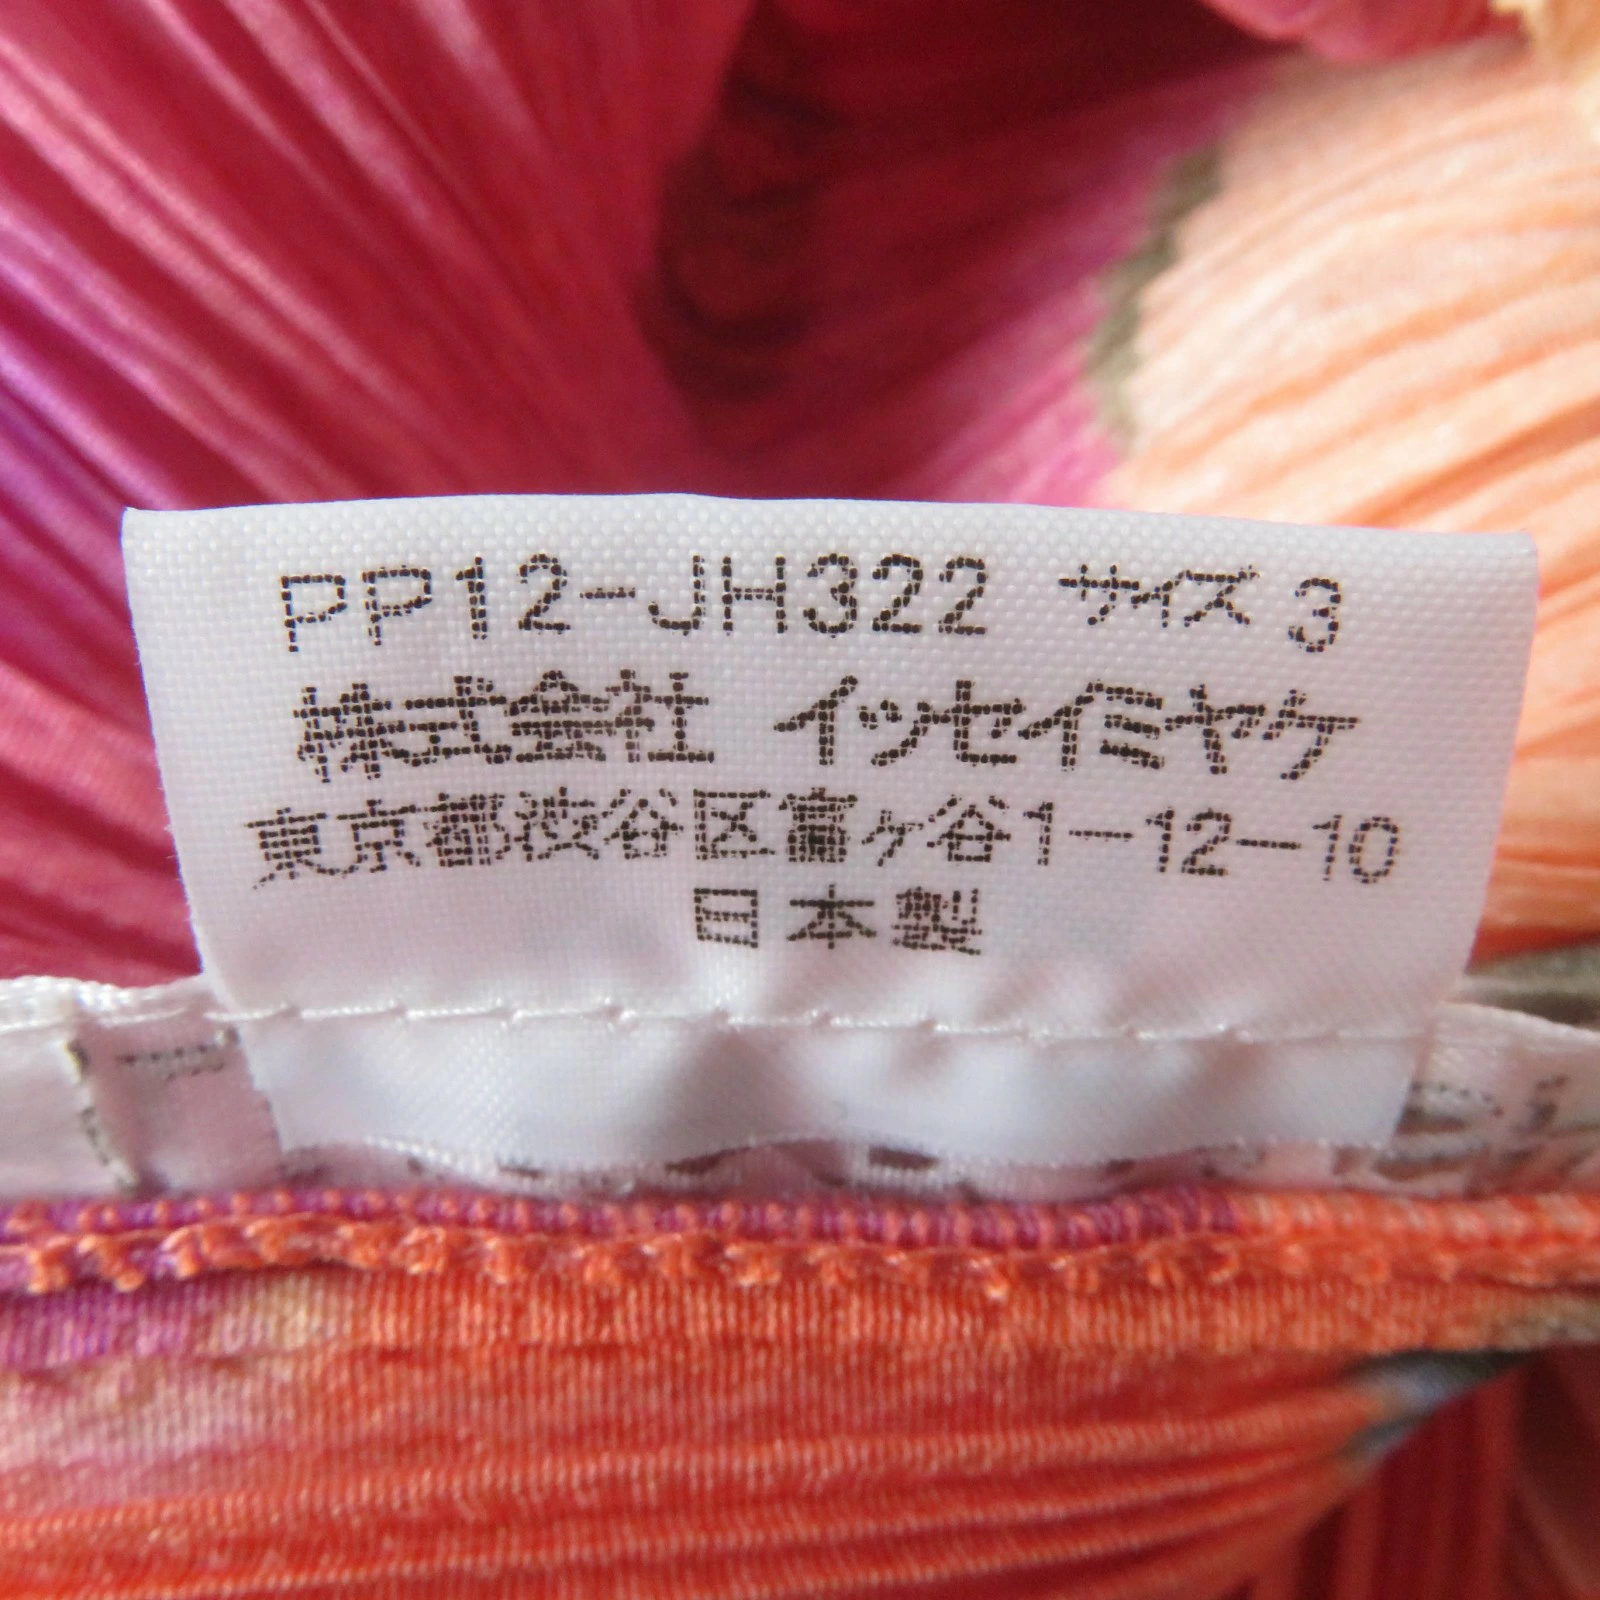 PP12-JH322 サイズ 3
株式会社 イッセイミヤケ
東京都渋谷区富ヶ谷1-12-10
日本製